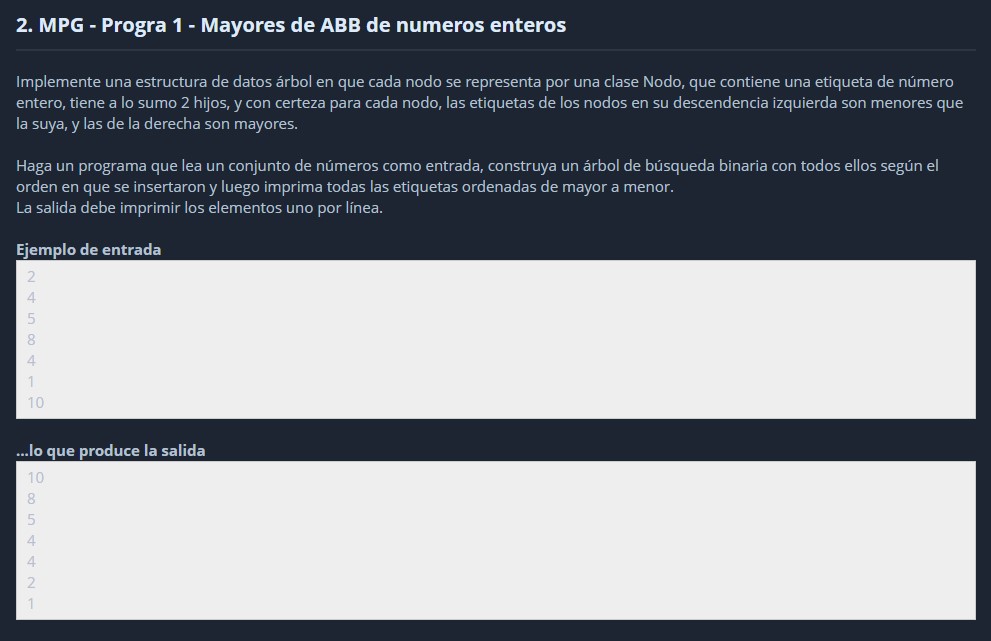 2. MPG - Progra 1 - Mayores de ABB de numeros enteros
Implemente una estructura de datos árbol en que cada nodo se representa por una clase Nodo, que contiene una etiqueta de número
entero, tiene a lo sumo 2 hijos, y con certeza para cada nodo, las etiquetas de los nodos en su descendencia izquierda son menores que
la suya, y las de la derecha son mayores.
Haga un programa que lea un conjunto de números como entrada, construya un árbol de búsqueda binaria con todos ellos según el
orden en que se insertaron y luego imprima todas las etiquetas ordenadas de mayor a menor.
La salida debe imprimir los elementos uno por línea.
Ejemplo de entrada
2
4
5
8
4
1
10
...lo que produce la salida
10
8
5
4
4
2
1